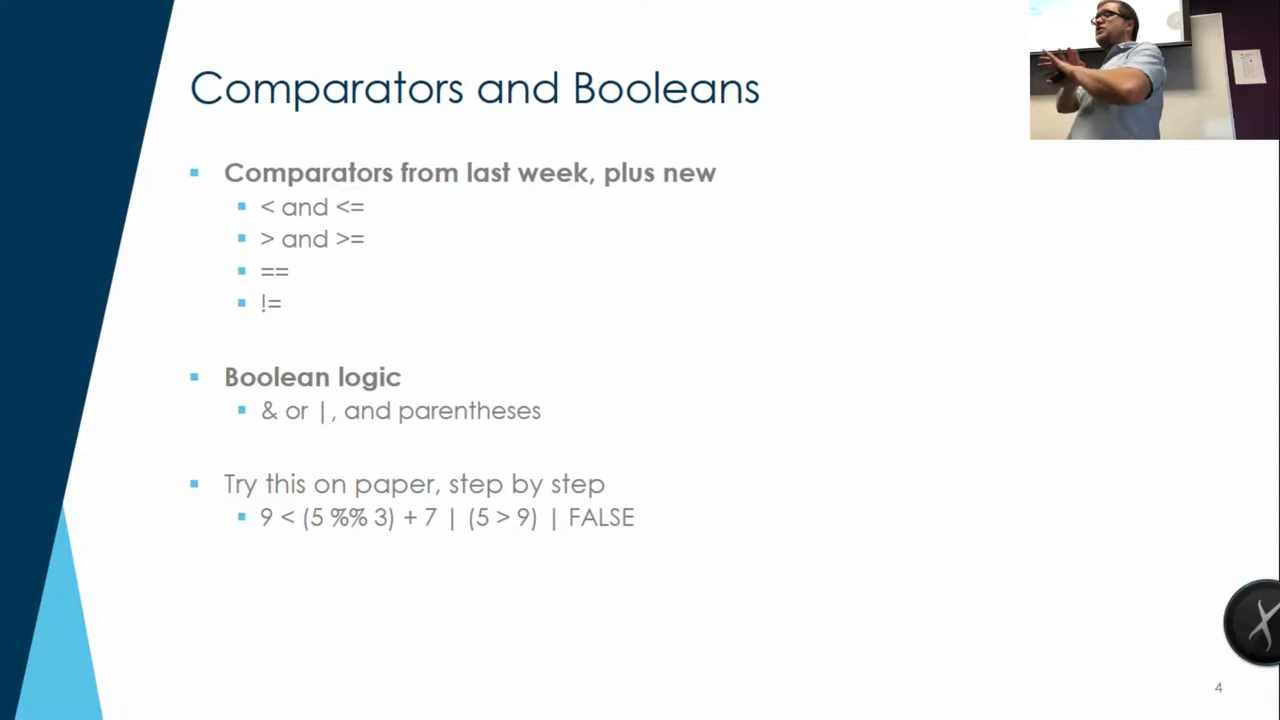 Comparators and Booleans
Comparators from last week, plus new
< and <=
> and >=
==
!=
Boolean logic
& or |, and parentheses
Try this on paper, step by step
9 < (5 %% 3) + 7 | (5 > 9) | FALSE
4